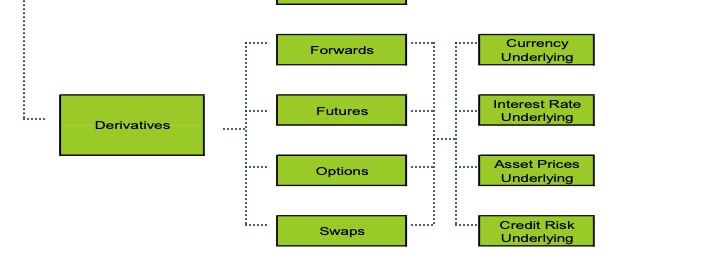 Forwards
Currency
Underlying
Derivatives
Futures
Interest Rate
Underlying
Options
Asset Prices
Underlying
Swaps
Credit Risk
Underlying